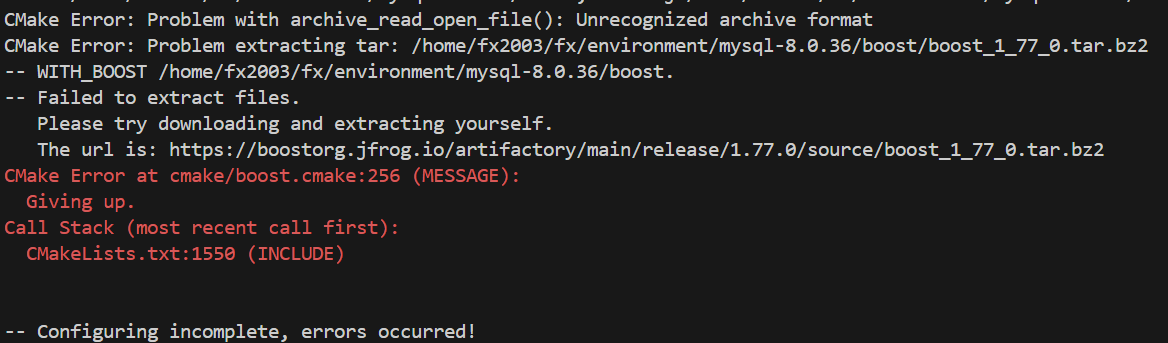 CMake Error: Problem with archive_read_open_file(): Unrecognized archive format
CMake Error: Problem extracting tar: /home/fx2003/fx/environment/mysql-8.0.36/boost/boost_1_77_0.tar.bz2
-- WITH_BOOST /home/fx2003/fx/environment/mysql-8.0.36/boost.
-- Failed to extract files.
   Please try downloading and extracting yourself.
   The url is: https://boostorg.jfrog.io/artifactory/main/release/1.77.0/source/boost_1_77_0.tar.bz2
CMake Error at cmake/boost.cmake:256 (MESSAGE):
  Giving up.
Call Stack (most recent call first):
  CMakeLists.txt:1550 (INCLUDE)
-- Configuring incomplete, errors occurred!